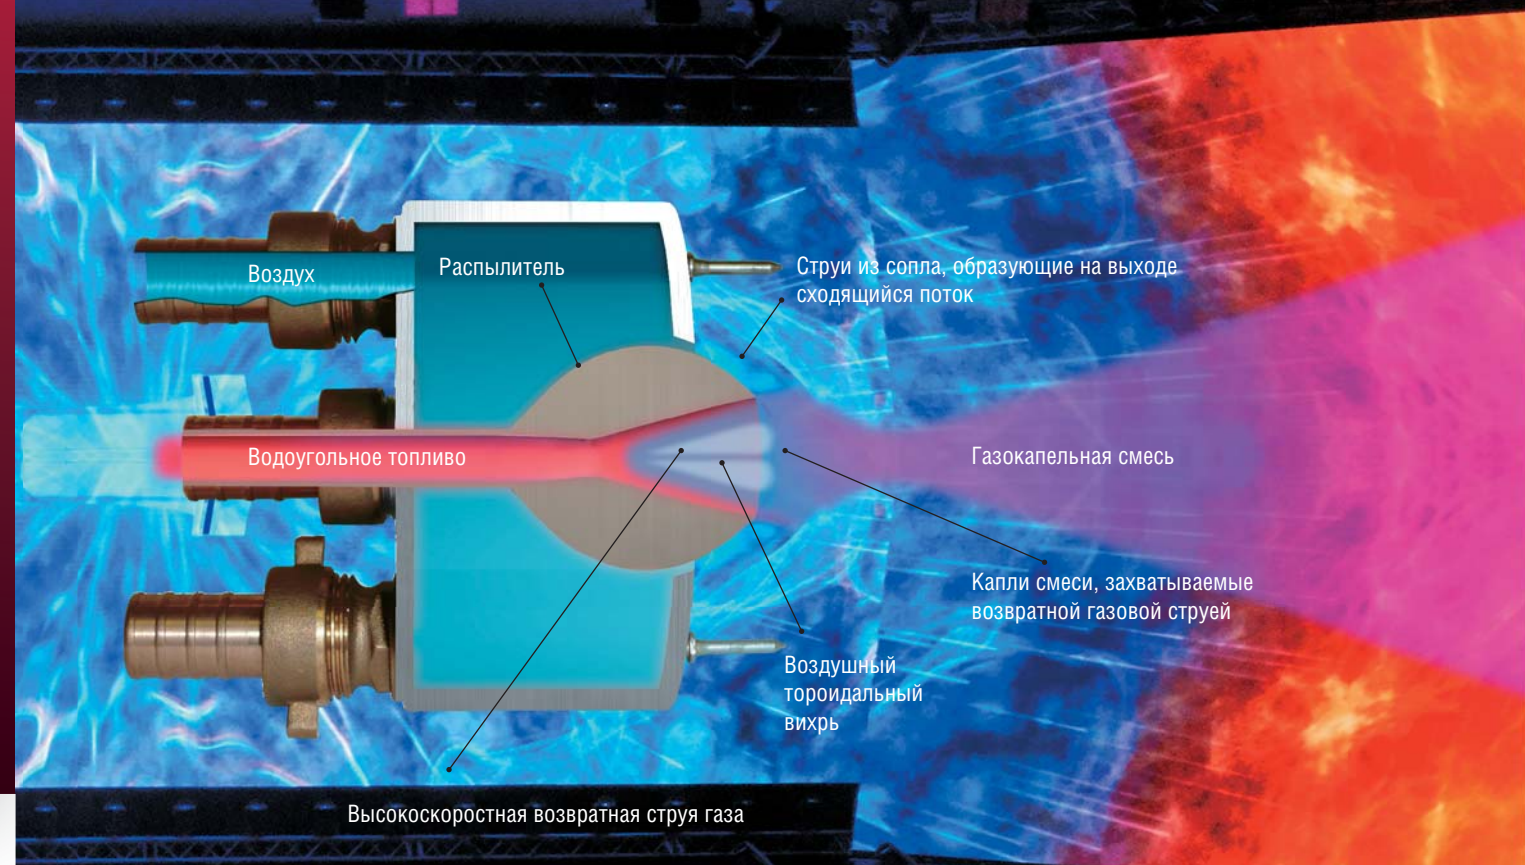 Воздух
Распылитель
Струи из сопла, образующие на выходе
сходящийся поток
Водоугольное топливо
Газокапельная смесь
Капли смеси, захватываемые
возвратной газовой струей
Воздушный
тороидальный
вихрь
Высокоскоростная возвратная струя газа